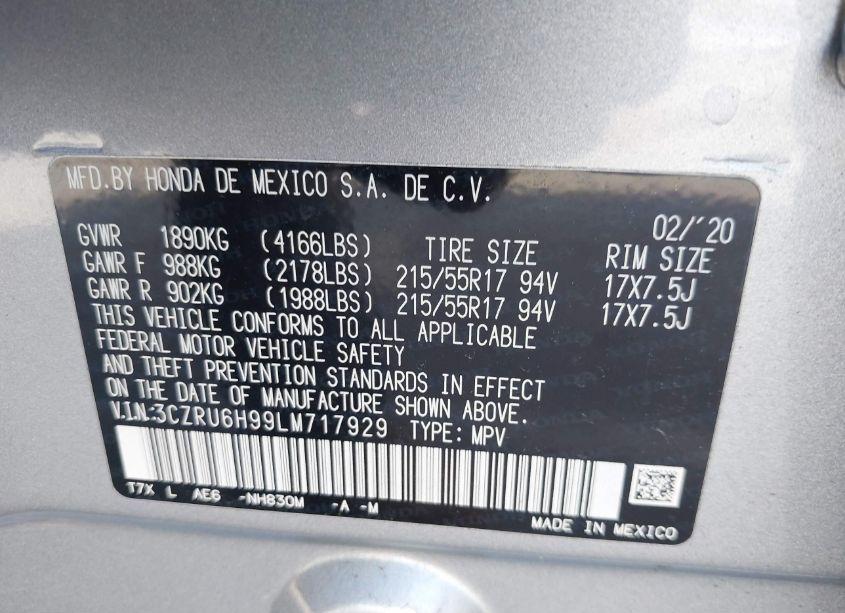 MFD.BY HONDA DE MEXICO S.A. DE C.V.
02/'20
GVWR 1890KG (4166LBS) TIRE SIZE RIM SIZE
GAWR F 988KG (2178LBS) 215/55R17 94V 17X7.5J
GAWR R 902KG (1988LBS) 215/55R17 94V 17X7.5J
THIS VEHICLE CONFORMS TO ALL APPLICABLE
FEDERAL MOTOR VEHICLE SAFETY
AND THEFT PREVENTION STANDARDS IN EFFECT
ON THE DATE OF MANUFACTURE SHOWN ABOVE.
V.I.N:3CZRU6H99LM717929 TYPE: MPV
T7X L AE6 -NH830M -A -M
MADE IN MEXICO